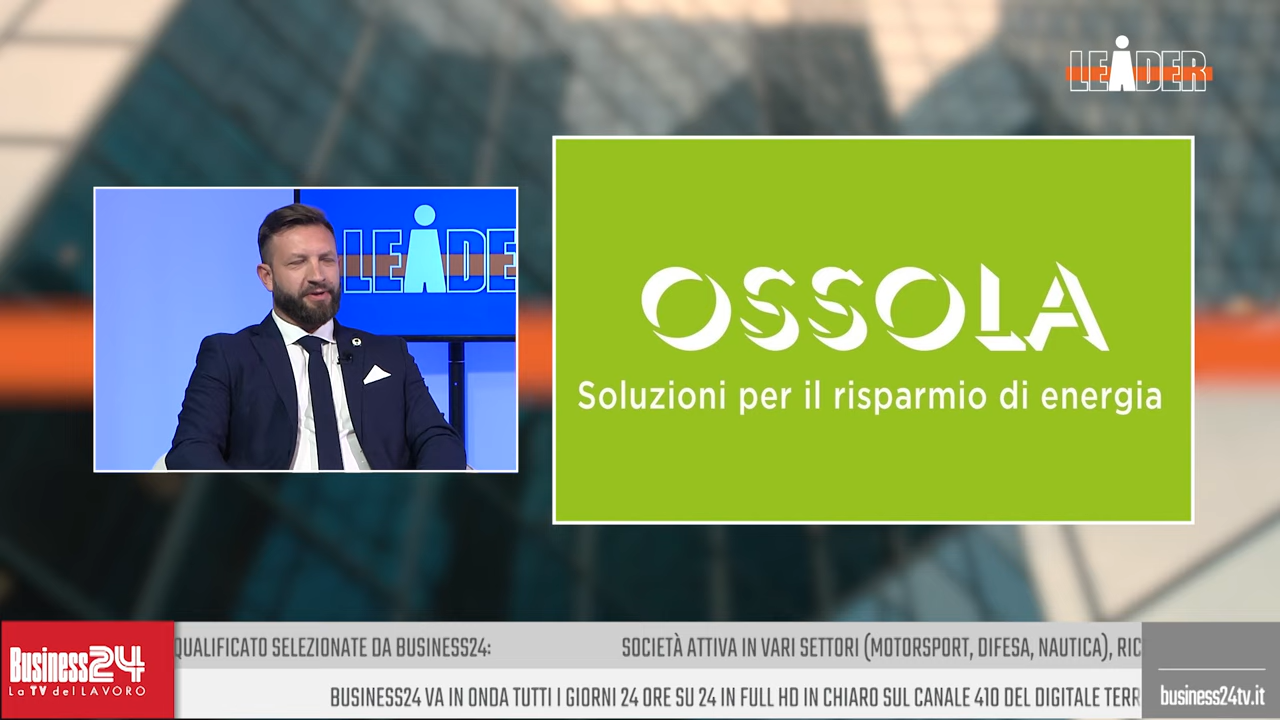 LEADER
LEADE
OSSOLA
Soluzioni per il risparmio di energia
QUALIFICATO SELEZIONATE DA BUSINESS24: SOCIETÀ ATTIVA IN VARI SETTORI (MOTORSPORT, DIFESA, NAUTICA), RIC
Business24
La TV del LAVORO
BUSINESS24 VA IN ONDA TUTTI I GIORNI 24 ORE SU 24 IN FULL HD IN CHIARO SUL CANALE 410 DEL DIGITALE TERR
business24tv.it